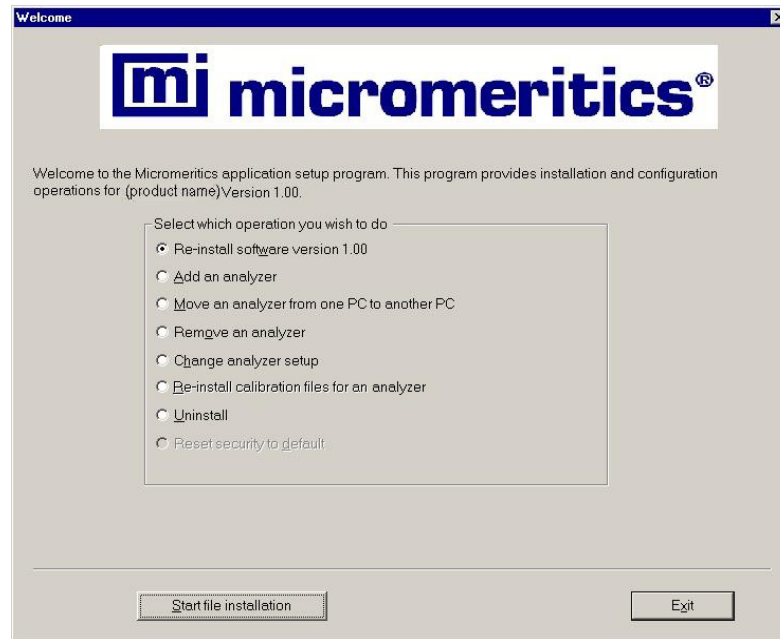 Welcome
mi micromeritics®
Welcome to the Micromeritics application setup program. This program provides installation and configuration
operations for (product name) Version 1.00.
Select which operation you wish to do
Re-install software version 1.00
Add an analyzer
Move an analyzer from one PC to another PC
Remove an analyzer
Change analyzer setup
Re-install calibration files for an analyzer
Uninstall
Reset security to default
Start file installation
Exit